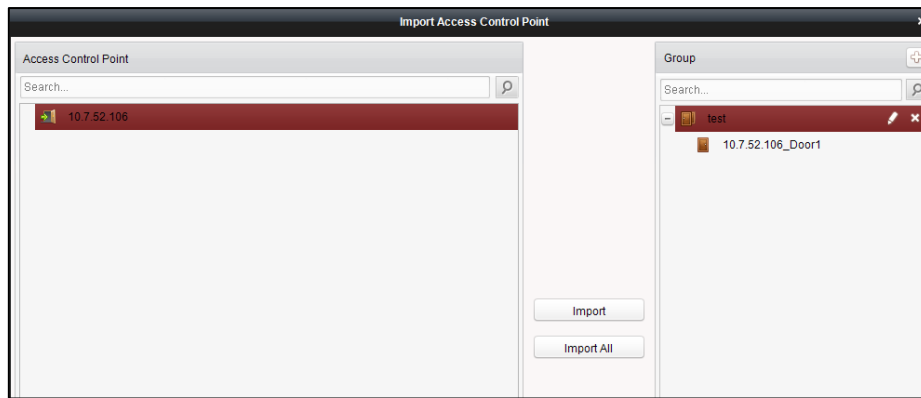 Import Access Control Point
Access Control Point
Search...
10.7.52.106
Group
Search...
test
10.7.52.106_Door1
Import
Import All